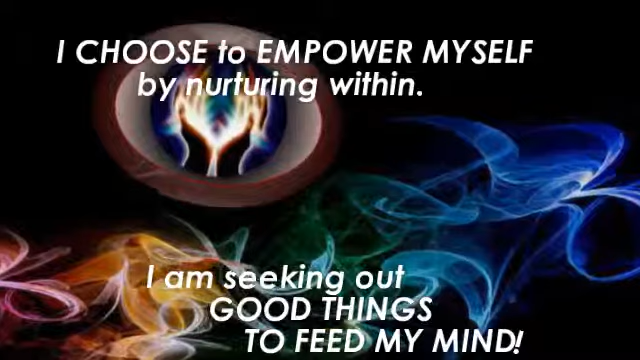 I CHOOSE to EMPOWER MYSELF
by nurturing within.
I am seeking out
GOOD THINGS
TO FEED MY MIND!